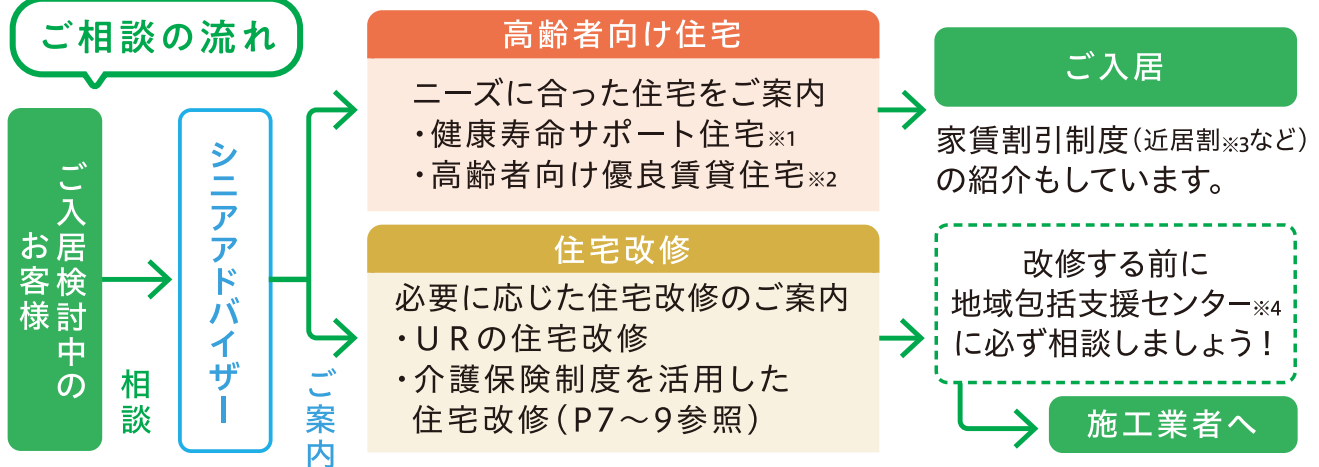 ご相談の流れ
ご入居検討中の
お客様
相談
シニアアドバイザー
ご案内
高齢者向け住宅
ニーズに合った住宅をご案内
・健康寿命サポート住宅※1
・高齢者向け優良賃貸住宅※2
ご入居
家賃割引制度(近居割※3など)
の紹介もしています。
住宅改修
必要に応じた住宅改修のご案内
・URの住宅改修
・介護保険制度を活用した
住宅改修(P7〜9参照)
改修する前に
地域包括支援センター※4
に必ず相談しましょう!
施工業者へ